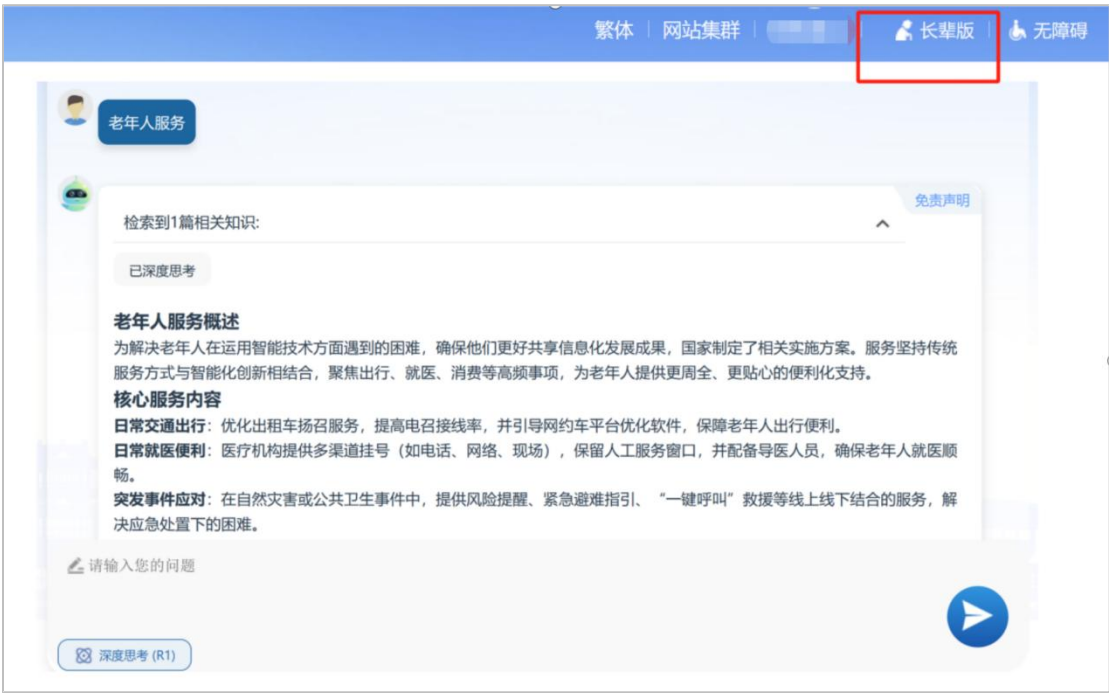 繁体 网站集群 长辈版 无障碍
老年人服务
免责声明
检索到1篇相关知识:
已深度思考
老年人服务概述
为解决老年人在运用智能技术方面遇到的困难，确保他们更好共享信息化发展成果，国家制定了相关实施方案。服务坚持传统
服务方式与智能化创新相结合，聚焦出行、就医、消费等高频事项，为老年人提供更周全、更贴心的便利化支持。
核心服务内容
日常交通出行：优化出租车扬召服务，提高电召接线率，并引导网约车平台优化软件，保障老年人出行便利。
日常就医便利：医疗机构提供多渠道挂号（如电话、网络、现场），保留人工服务窗口，并配备导医人员，确保老年人就医顺
畅。
突发事件应对：在自然灾害或公共卫生事件中，提供风险提醒、紧急避难指引、“一键呼叫”救援等线上线下结合的服务，解
决应急处置下的困难。
请输入您的问题
深度思考 (R1)